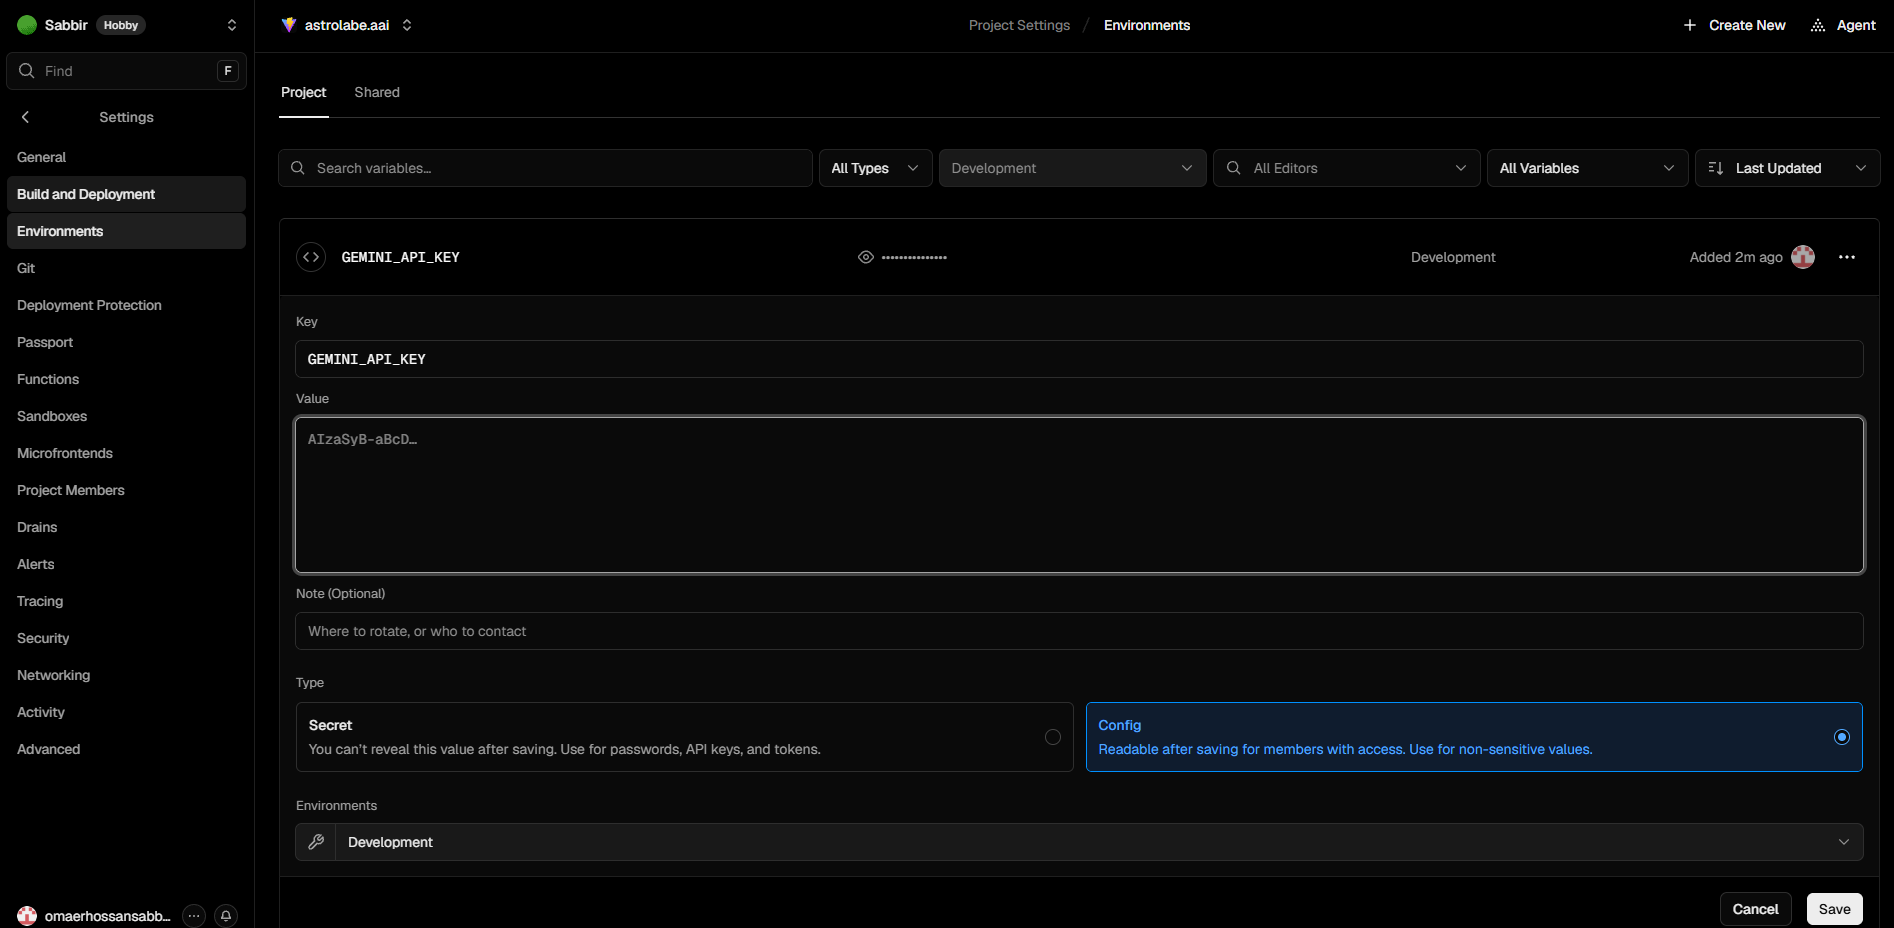 Sabbir Hobby
astrolabe.aai
Project Settings / Environments
Create New
Agent
Find F
Settings
General
Build and Deployment
Environments
Git
Deployment Protection
Passport
Functions
Sandboxes
Microfrontends
Project Members
Drains
Alerts
Tracing
Security
Networking
Activity
Advanced
omaerhossansabb...
Project Shared
Search variables...
All Types
Development
All Editors
All Variables
Last Updated
GEMINI_API_KEY •••••••••••••• Development Added 2m ago
Key
GEMINI_API_KEY
Value
AIzaSyB-aBcD…
Note (Optional)
Where to rotate, or who to contact
Type
Secret
You can't reveal this value after saving. Use for passwords, API keys, and tokens.
Config
Readable after saving for members with access. Use for non-sensitive values.
Environments
Development
Cancel Save